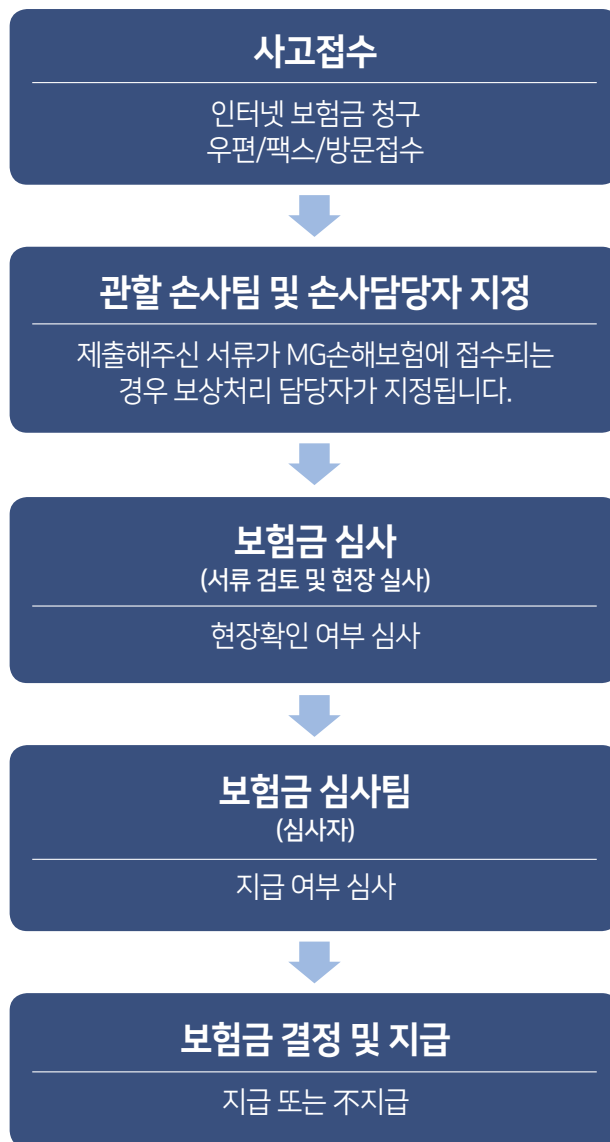 사고접수
인터넷 보험금 청구
우편/팩스/방문접수
관할 손사팀 및 손사담당자 지정
제출해주신 서류가 MG손해보험에 접수되는
경우 보상처리 담당자가 지정됩니다.
보험금 심사
(서류 검토 및 현장 실사)
현장확인 여부 심사
보험금 심사팀
(심사자)
지급 여부 심사
보험금 결정 및 지급
지급 또는 不지급